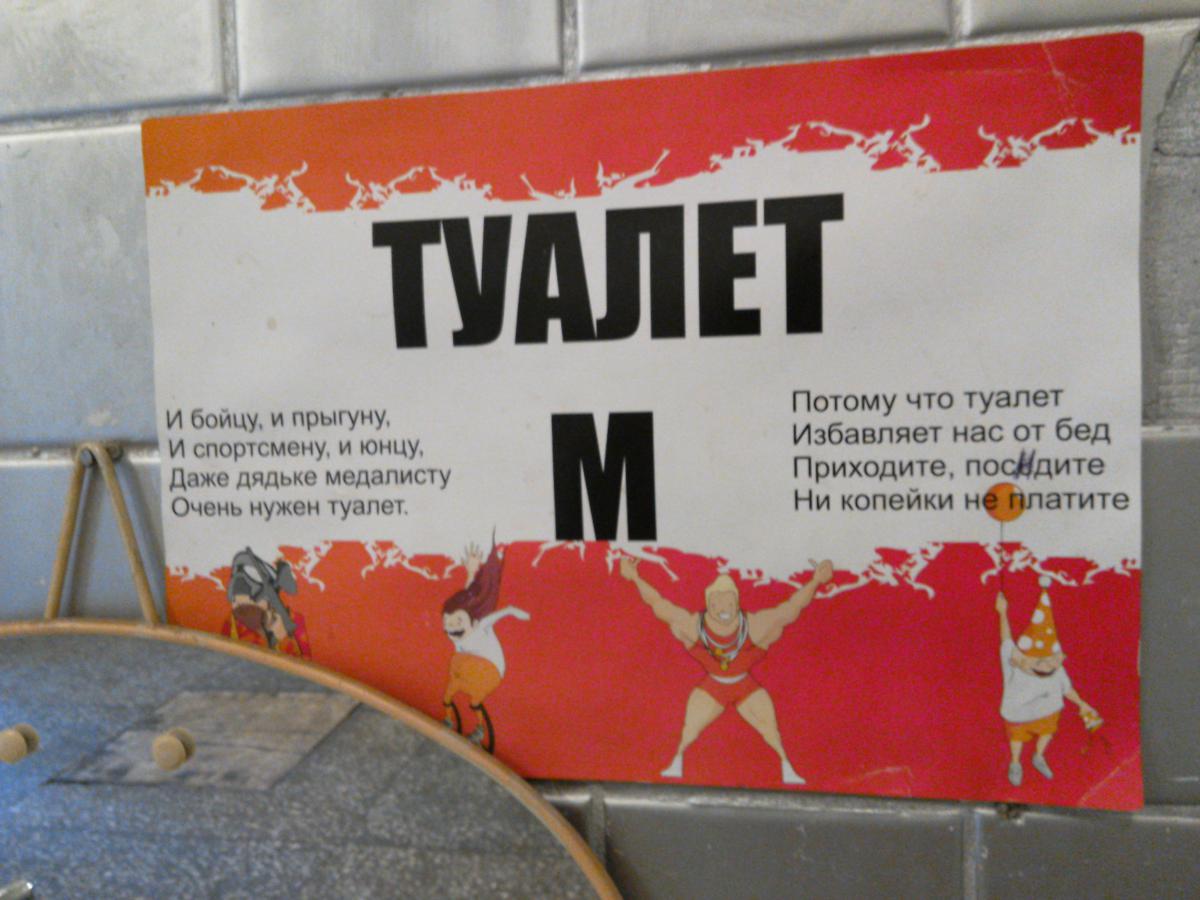 ТУАЛЕТ
М
И бойцу, и прыгуну,
И спортсмену, и юнцу,
Даже дядьке медалисту
Очень нужен туалет.
Потому что туалет
Избавляет нас от бед
Приходите, посИдите
Ни копейки не платите